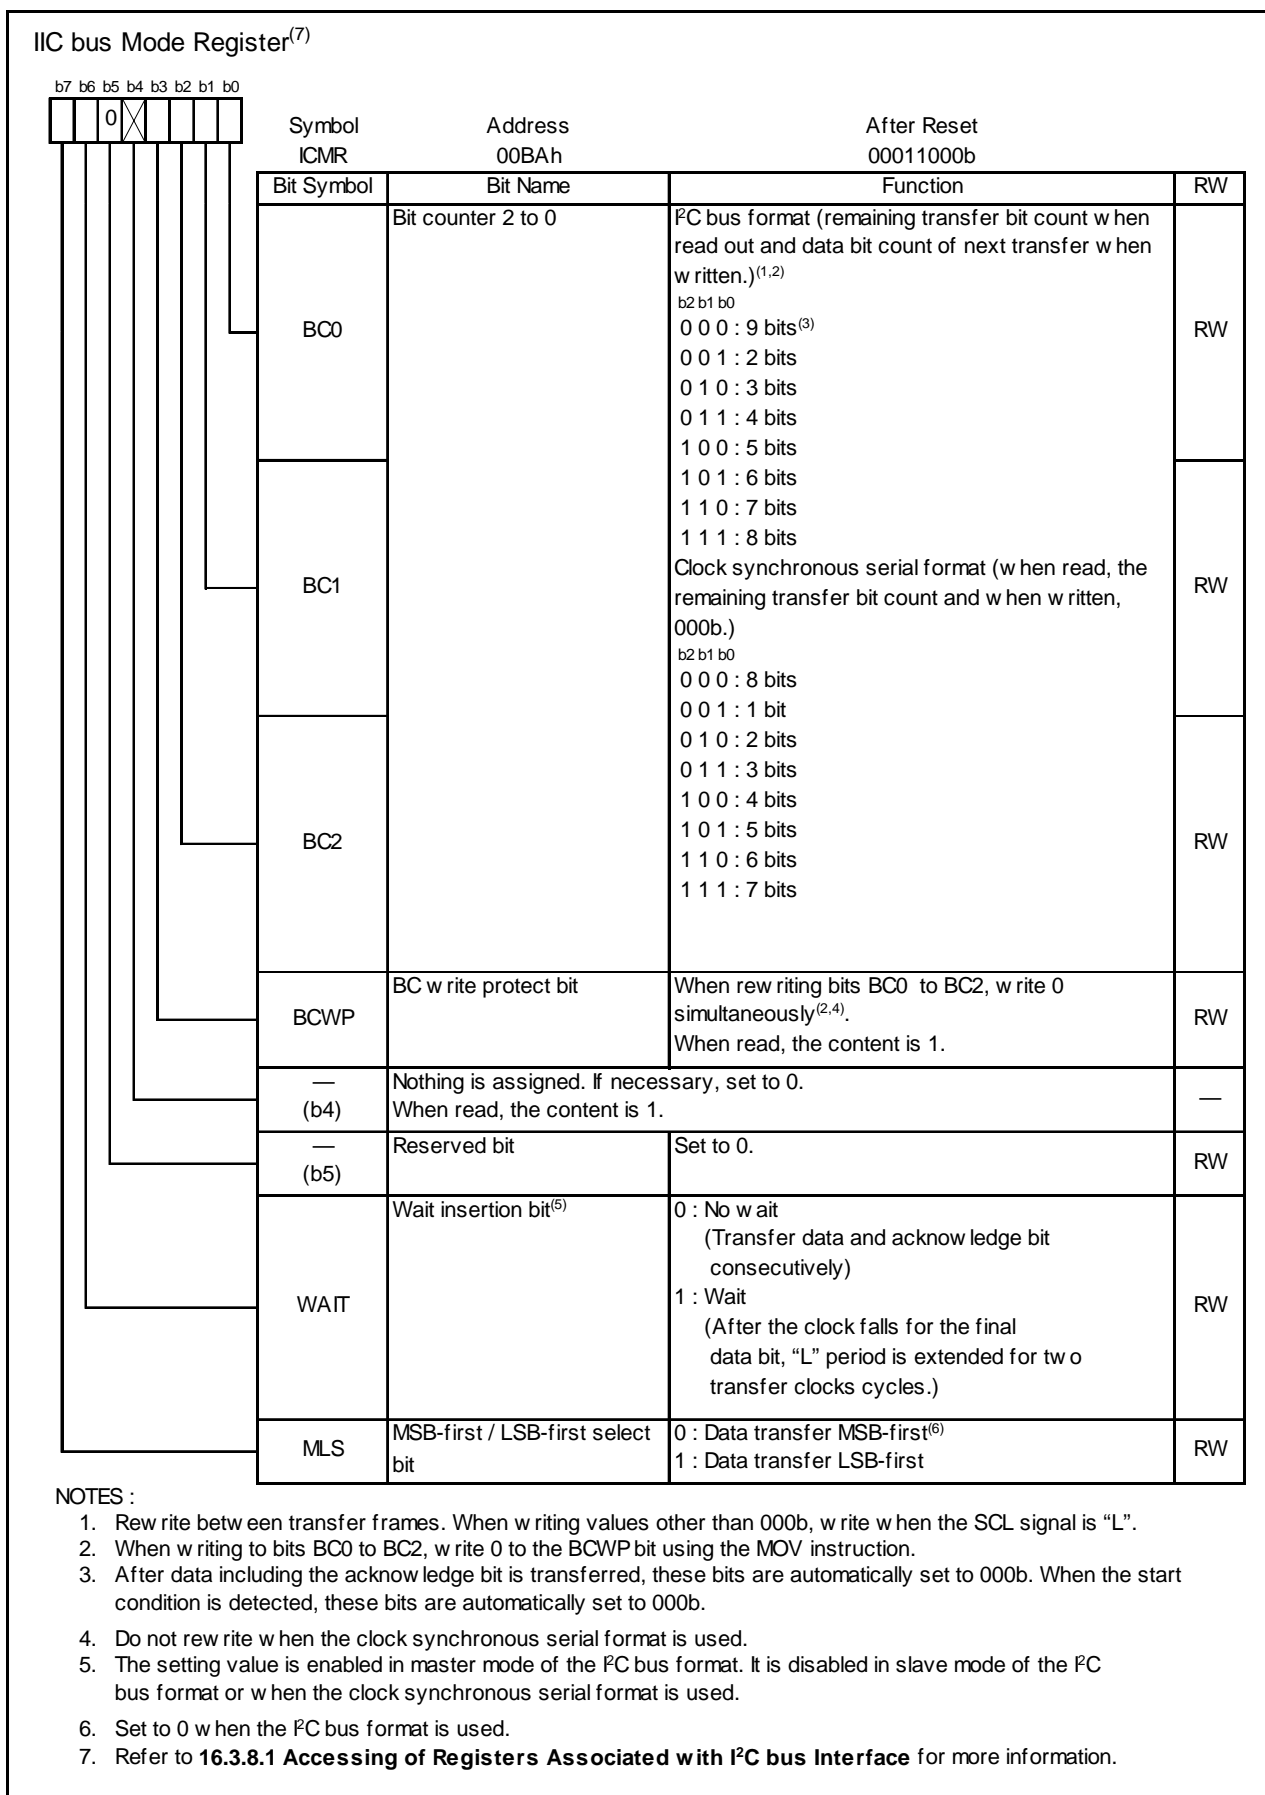 IIC bus Mode Register(7)
b7 b6 b5 b4 b3 b2 b1 b0
0
Symbol Address After Reset
ICMR 00BAh 00011000b
Bit Symbol Bit Name Function RW
BC0 Bit counter 2 to 0 RW
I²C bus format (remaining transfer bit count when
read out and data bit count of next transfer when
written.)(1,2)
b2 b1 b0
0 0 0 : 9 bits(3)
0 0 1 : 2 bits
0 1 0 : 3 bits
0 1 1 : 4 bits
1 0 0 : 5 bits
1 0 1 : 6 bits
1 1 0 : 7 bits
1 1 1 : 8 bits
BC1 RW
Clock synchronous serial format (when read, the
remaining transfer bit count and when written,
000b.)
b2 b1 b0
0 0 0 : 8 bits
0 0 1 : 1 bit
0 1 0 : 2 bits
0 1 1 : 3 bits
1 0 0 : 4 bits
1 0 1 : 5 bits
1 1 0 : 6 bits
1 1 1 : 7 bits
BC2 RW
BCWP BC write protect bit RW
When rewriting bits BC0 to BC2, write 0
simultaneously(2,4).
When read, the content is 1.
—
(b4)
Nothing is assigned. If necessary, set to 0.
When read, the content is 1.
—
—
(b5)
Reserved bit Set to 0. RW
WAIT Wait insertion bit(5) RW
0 : No wait
(Transfer data and acknowledge bit
consecutively)
1 : Wait
(After the clock falls for the final
data bit, “L” period is extended for two
transfer clocks cycles.)
MLS RW
MSB-first / LSB-first select
bit
0 : Data transfer MSB-first(6)
1 : Data transfer LSB-first
NOTES :
1. Rewrite between transfer frames. When writing values other than 000b, write when the SCL signal is “L”.
2. When writing to bits BC0 to BC2, write 0 to the BCWP bit using the MOV instruction.
3. After data including the acknowledge bit is transferred, these bits are automatically set to 000b. When the start
condition is detected, these bits are automatically set to 000b.
4. Do not rewrite when the clock synchronous serial format is used.
5. The setting value is enabled in master mode of the I²C bus format. It is disabled in slave mode of the I²C
bus format or when the clock synchronous serial format is used.
6. Set to 0 when the I²C bus format is used.
7. Refer to 16.3.8.1 Accessing of Registers Associated with I²C bus Interface for more information.